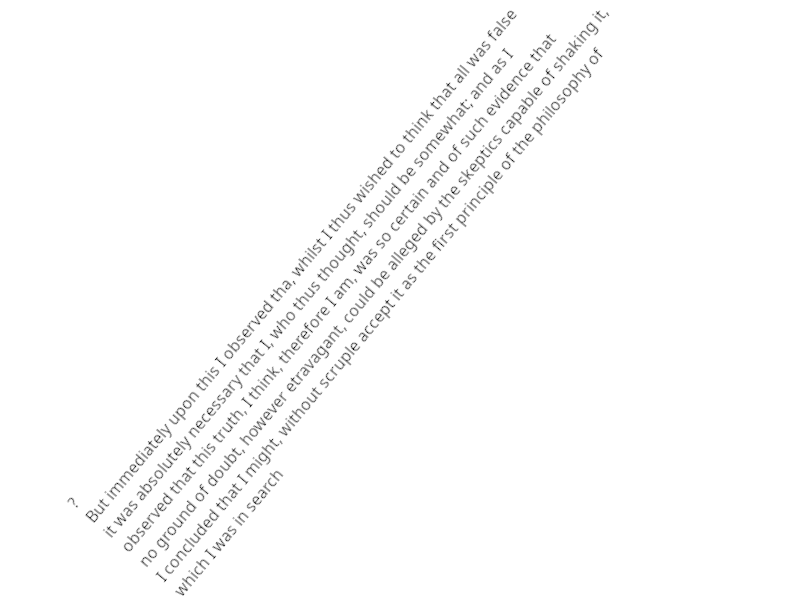 ?
But immediately upon this I observed tha, whilst I thus wished to think that all was false
it was absolutely necessary that I, who thus thought, should be somewhat; and as I
observed that this truth, I think, therefore I am, was so certain and of such evidence that
no ground of doubt, however etravagant, could be alleged by the skeptics capable of shaking it,
I concluded that I might, without scruple accept it as the first principle of the philosophy of
which I was in search